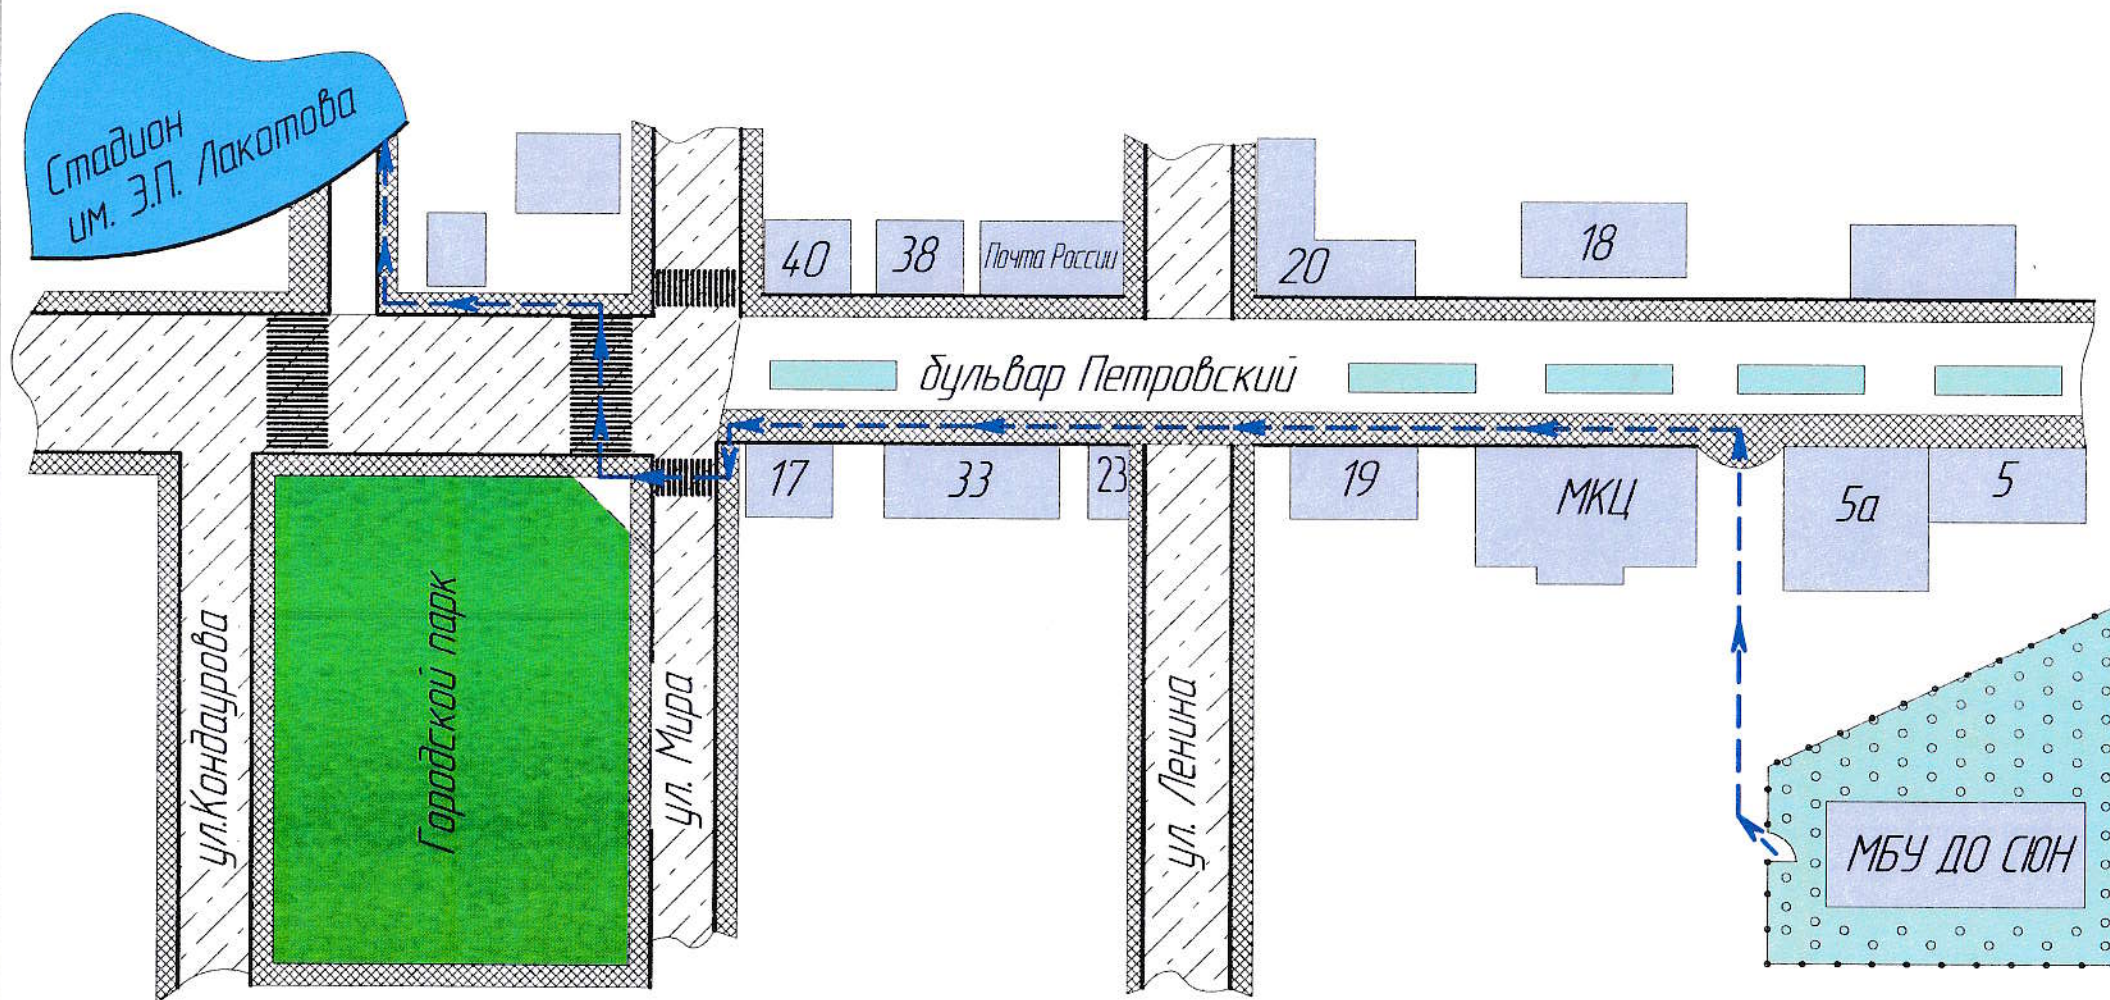 Стадион
им. Э.П. Лакотова
40
38
Почта России
20
18
бульвар Петровский
17
33
23
19
МКЦ
5а
5
ул.Кондаурова
Городской парк
ул. Мира
ул. Ленина
МБУ ДО СЮН